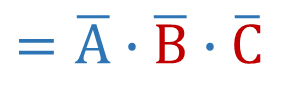 = A̅ · B̅ · C̅